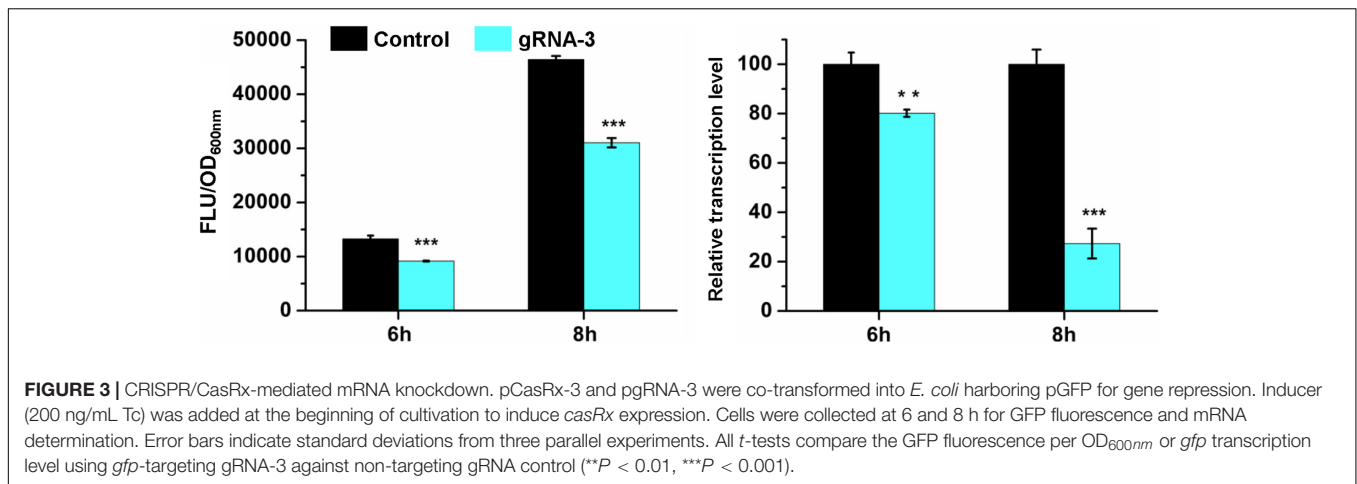 Control gRNA-3
FLU/OD600nm
50000
40000
30000
20000
10000
0
***
***
6h 8h
Relative transcription level
100
80
60
40
20
0
* *
***
6h 8h
FIGURE 3 | CRISPR/CasRx-mediated mRNA knockdown. pCasRx-3 and pgRNA-3 were co-transformed into E. coli harboring pGFP for gene repression. Inducer
(200 ng/mL Tc) was added at the beginning of cultivation to induce casRx expression. Cells were collected at 6 and 8 h for GFP fluorescence and mRNA
determination. Error bars indicate standard deviations from three parallel experiments. All t-tests compare the GFP fluorescence per OD600nm or gfp transcription
level using gfp-targeting gRNA-3 against non-targeting gRNA control (**P < 0.01, ***P < 0.001).